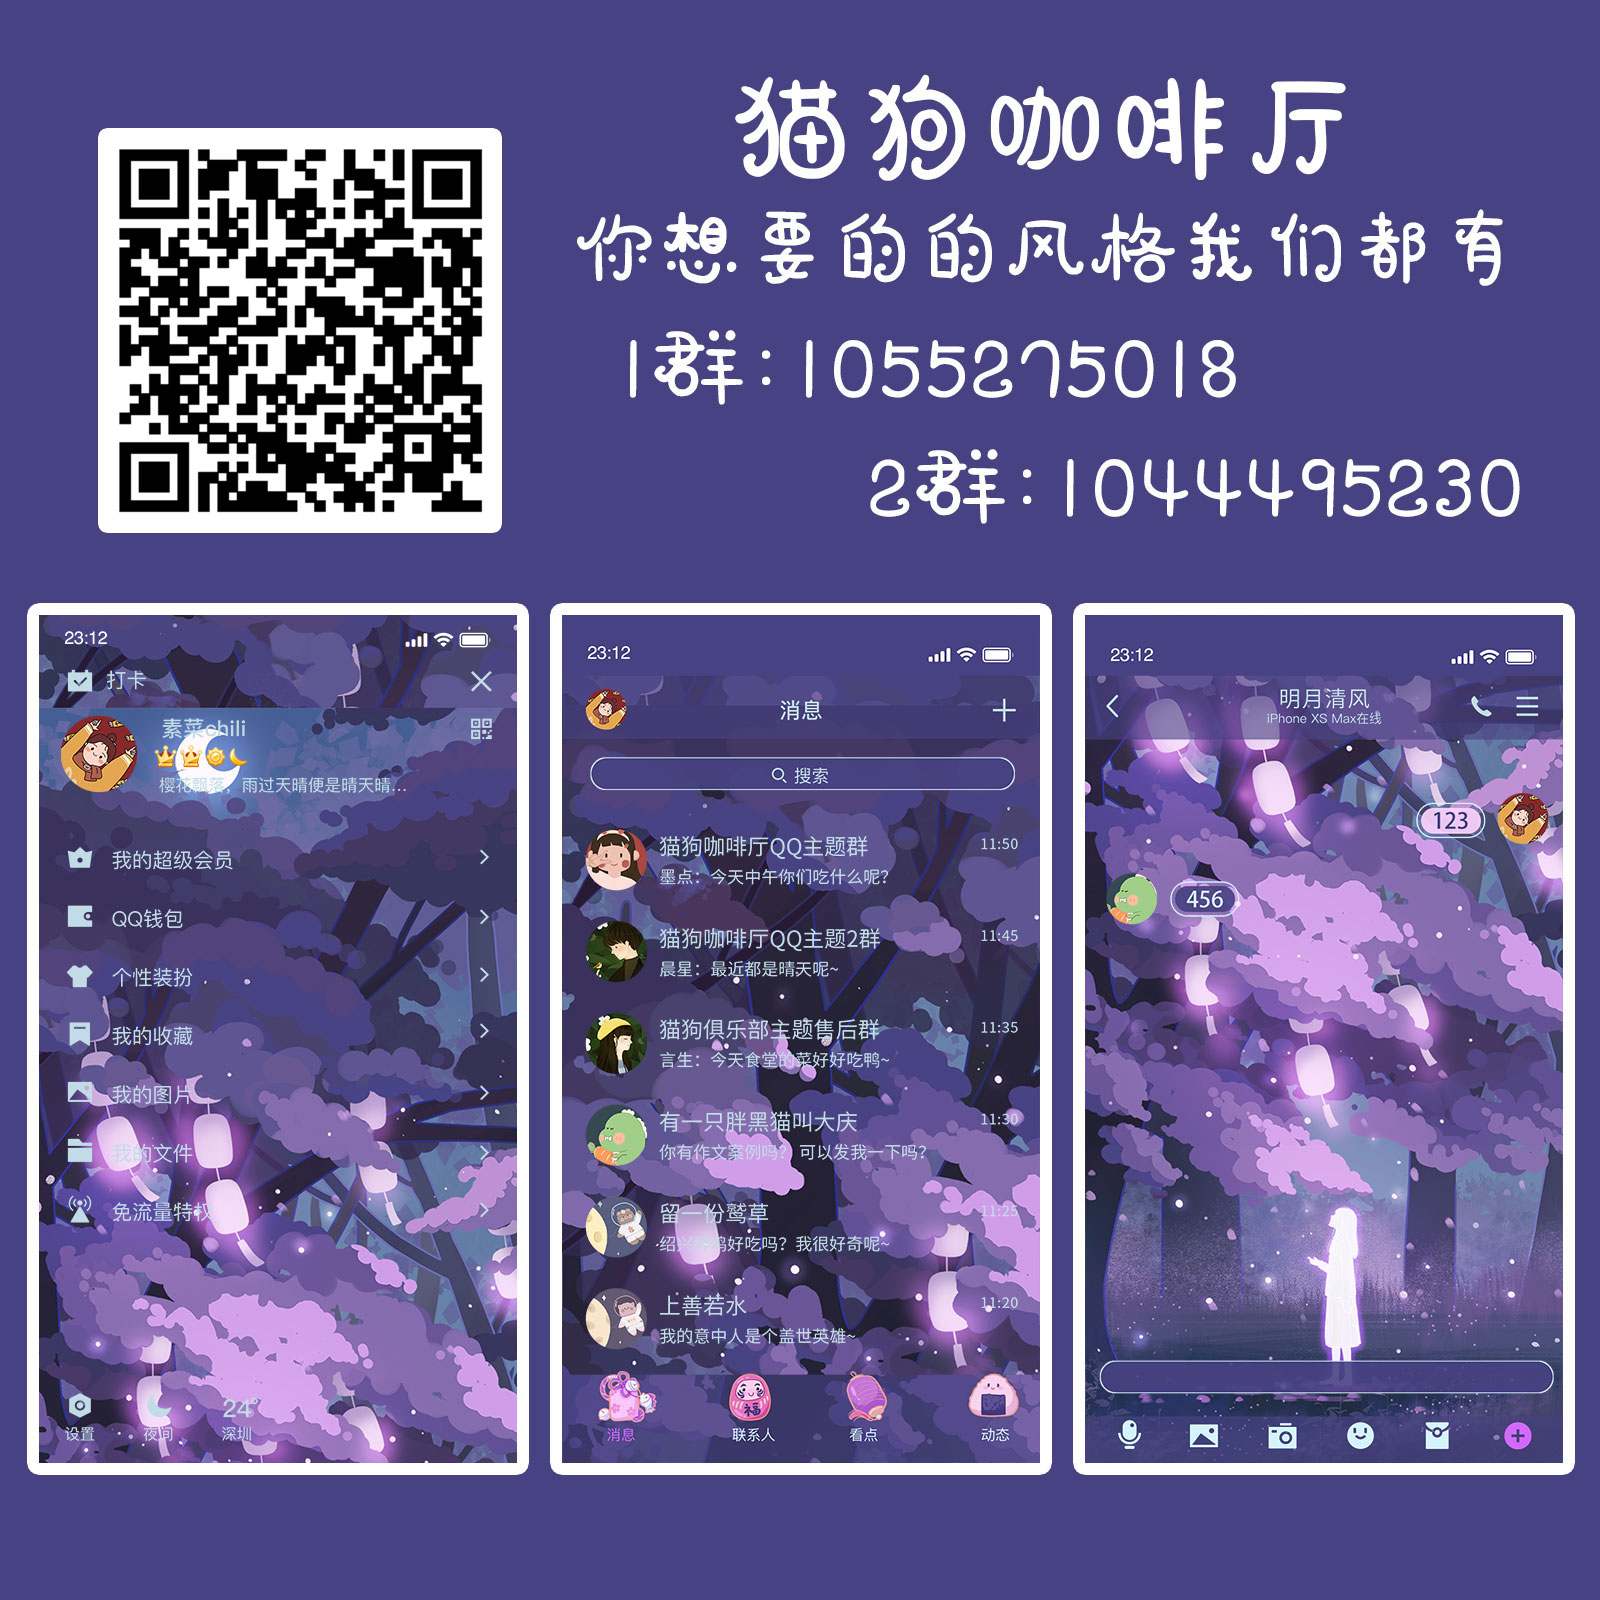 猫狗咖啡厅
你想要的的风格我们都有
1群:1055275018
2群:1044495230
23:12
打卡
素菜chili
樱花飘落，雨过天晴便是晴天晴...
我的超级会员
QQ钱包
个性装扮
我的收藏
我的图片
我的文件
免流量特权
24°
设置 夜间 深圳
23:12
消息
搜索
猫狗咖啡厅QQ主题群 11:50
墨点：今天中午你们吃什么呢?
猫狗咖啡厅QQ主题2群 11:45
晨星：最近都是晴天呢~
猫狗俱乐部主题售后群 11:35
言生：今天食堂的菜好好吃鸭~
有一只胖黑猫叫大庆 11:30
你有作文案例吗？可以发我一下吗?
留一份鹫草 11:25
好吃吗？我很好奇呢~
上善若水 11:20
我的意中人是个盖世英雄~
福
消息 联系人 看点 动态
23:12
明月清风
iPhone XS Max在线
123
456